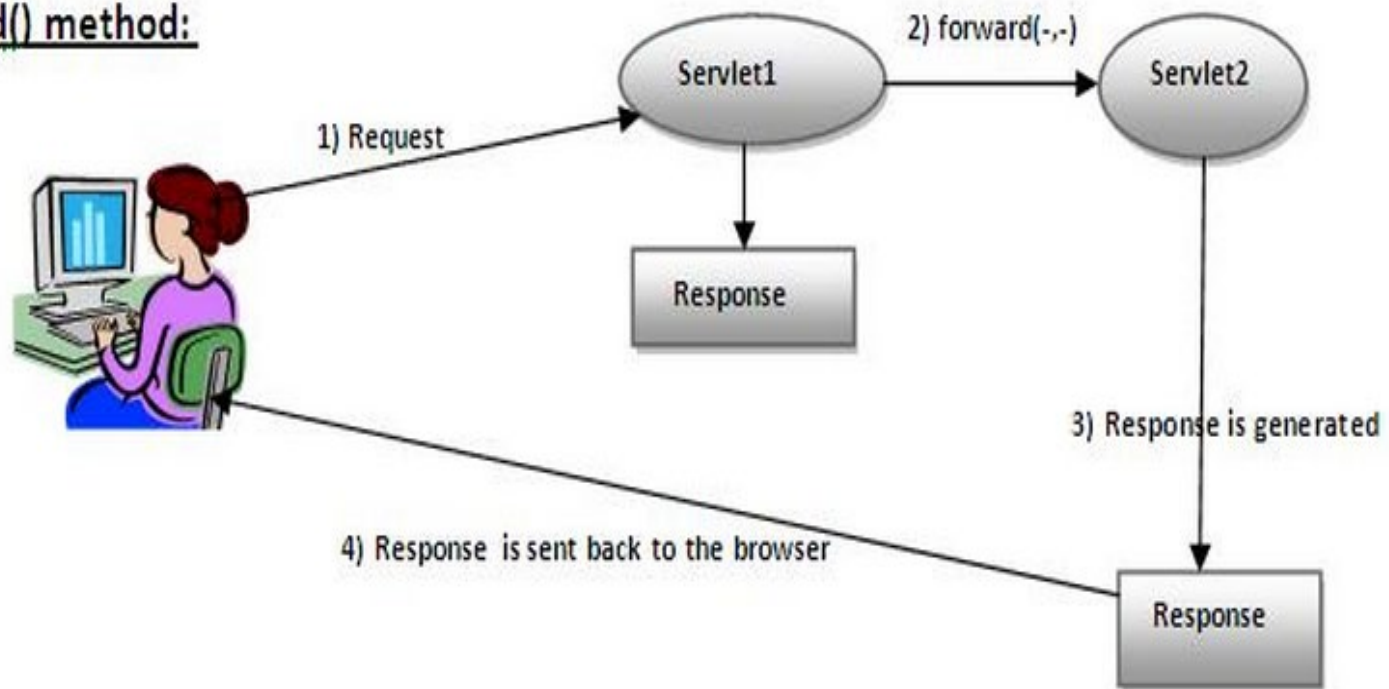 d() method:
2) forward(-,-)
Servlet1
Servlet2
1) Request
Response
3) Response is generated
4) Response is sent back to the browser
Response